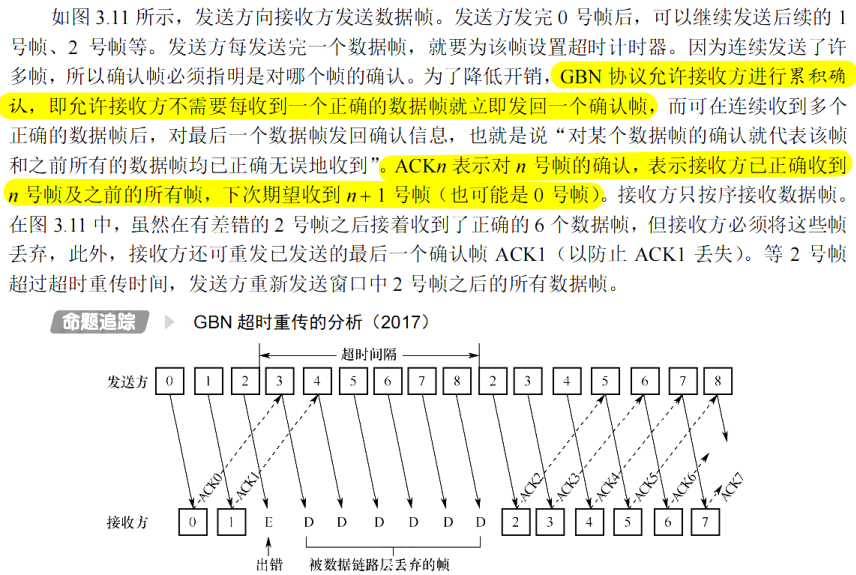 如图 3.11 所示，发送方向接收方发送数据帧。发送方发完 0 号帧后，可以继续发送后续的 1
号帧、2 号帧等。发送方每发送完一个数据帧，就要为该帧设置超时计时器。因为连续发送了许
多帧，所以确认帧必须指明是对哪个帧的确认。为了降低开销，GBN 协议允许接收方进行累积确
认，即允许接收方不需要每收到一个正确的数据帧就立即发回一个确认帧，而可在连续收到多个
正确的数据帧后，对最后一个数据帧发回确认信息，也就是说“对某个数据帧的确认就代表该帧
和之前所有的数据帧均已正确无误地收到”。ACKn 表示对 n 号帧的确认，表示接收方已正确收到
n 号帧及之前的所有帧，下次期望收到 n + 1 号帧（也可能是 0 号帧）。接收方只按序接收数据帧。
在图 3.11 中，虽然在有差错的 2 号帧之后接着收到了正确的 6 个数据帧，但接收方必须将这些帧
丢弃，此外，接收方还可重发已发送的最后一个确认帧 ACK1（以防止 ACK1 丢失）。等 2 号帧
超过超时重传时间，发送方重新发送窗口中 2 号帧之后的所有数据帧。
命题追踪 GBN 超时重传的分析（2017）
超时间隔
发送方 0 1 2 3 4 5 6 7 8 2 3 4 5 6 7 8
ACK0 ACK1 ACK2 ACK3 ACK4 ACK5 ACK6 ACK7
接收方 0 1 E D D D D D D 2 3 4 5 6 7
出错 被数据链路层丢弃的帧